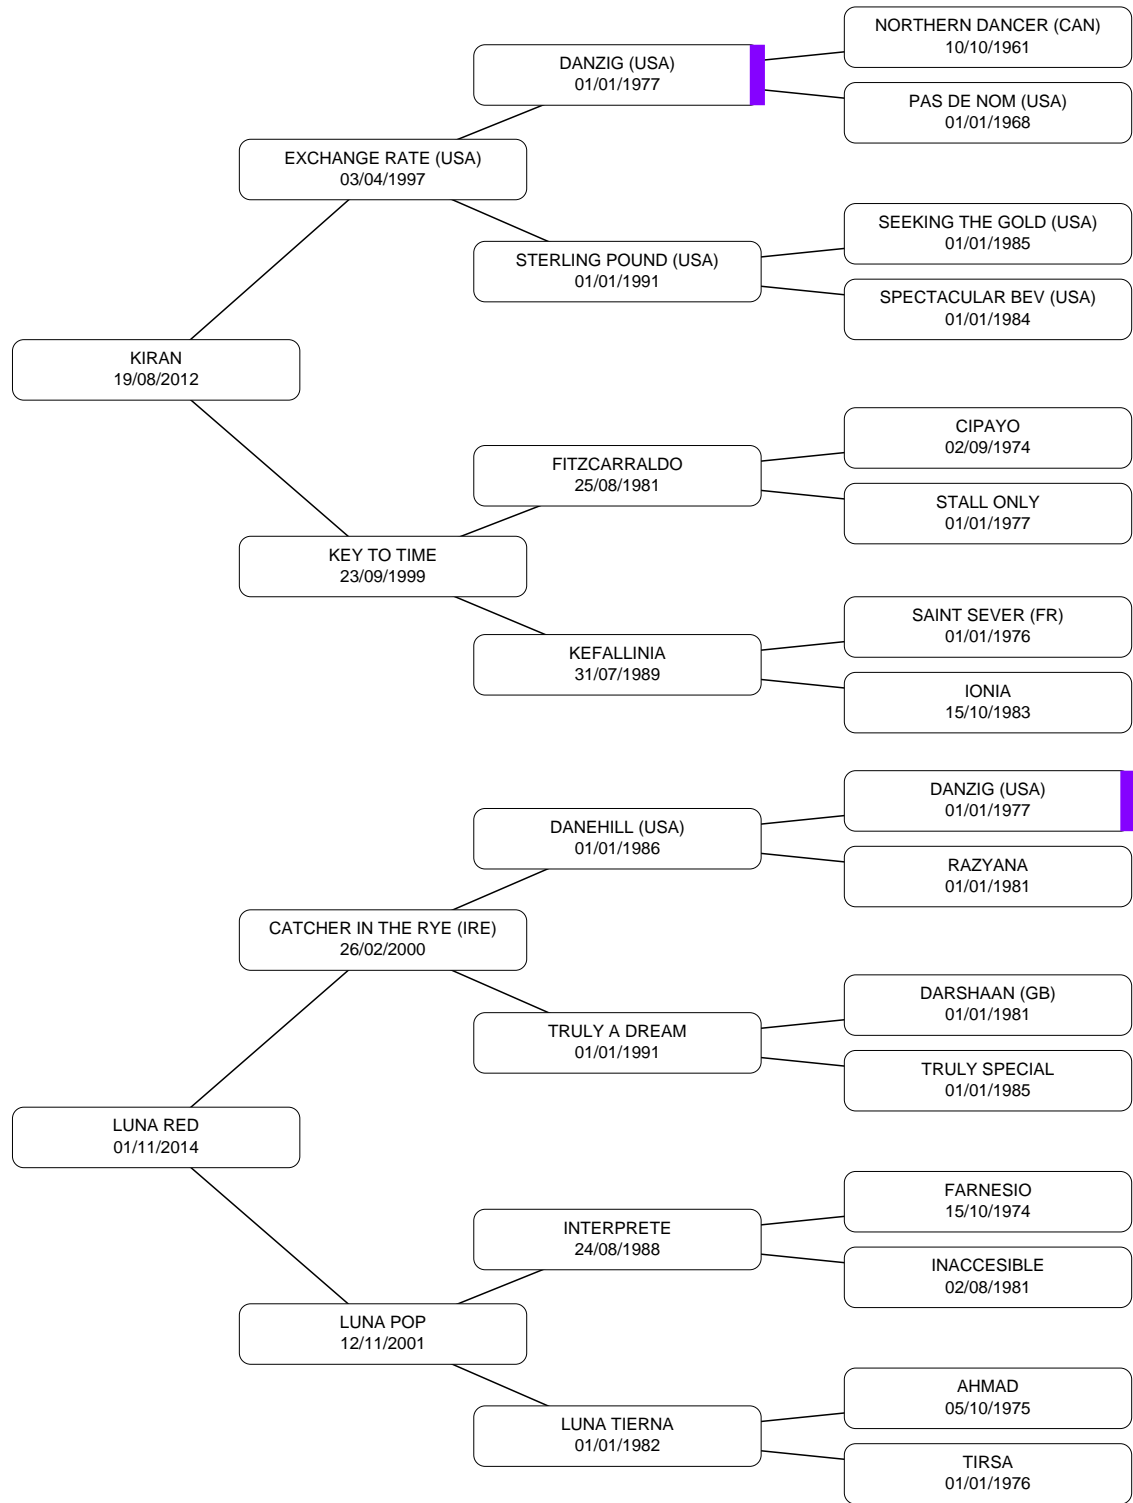 NORTHERN DANCER (CAN)
10/10/1961
DANZIG (USA)
01/01/1977
PAS DE NOM (USA)
01/01/1968
EXCHANGE RATE (USA)
03/04/1997
SEEKING THE GOLD (USA)
01/01/1985
STERLING POUND (USA)
01/01/1991
SPECTACULAR BEV (USA)
01/01/1984
KIRAN
19/08/2012
CIPAYO
02/09/1974
FITZCARRALDO
25/08/1981
STALL ONLY
01/01/1977
KEY TO TIME
23/09/1999
SAINT SEVER (FR)
01/01/1976
KEFALLINIA
31/07/1989
IONIA
15/10/1983
DANZIG (USA)
01/01/1977
DANEHILL (USA)
01/01/1986
RAZYANA
01/01/1981
CATCHER IN THE RYE (IRE)
26/02/2000
DARSHAAN (GB)
01/01/1981
TRULY A DREAM
01/01/1991
TRULY SPECIAL
01/01/1985
LUNA RED
01/11/2014
FARNESIO
15/10/1974
INTERPRETE
24/08/1988
INACCESIBLE
02/08/1981
LUNA POP
12/11/2001
AHMAD
05/10/1975
LUNA TIERNA
01/01/1982
TIRSA
01/01/1976